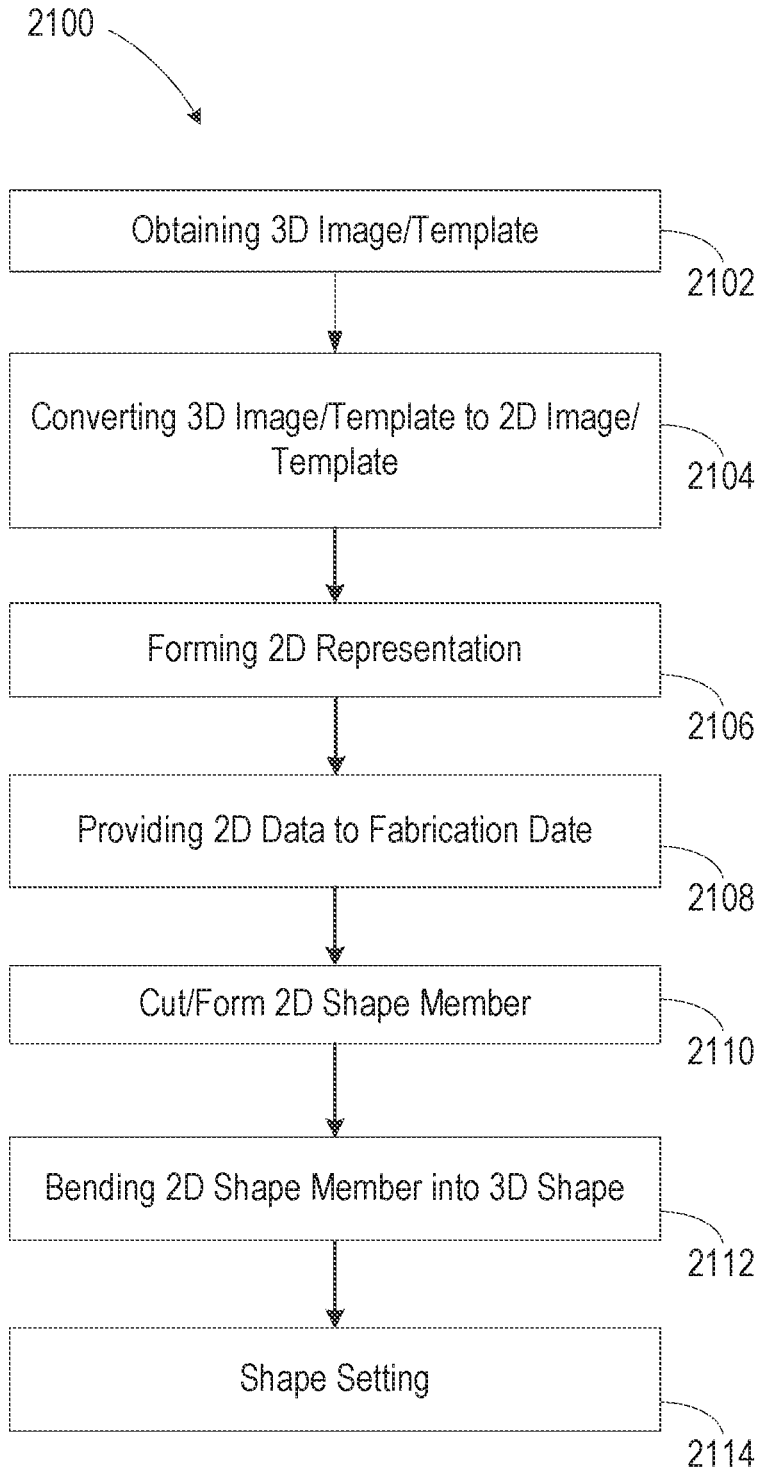 2100
Obtaining 3D Image/Template
2102
Converting 3D Image/Template to 2D Image/
Template
2104
Forming 2D Representation
2106
Providing 2D Data to Fabrication Date
2108
Cut/Form 2D Shape Member
2110
Bending 2D Shape Member into 3D Shape
2112
Shape Setting
2114